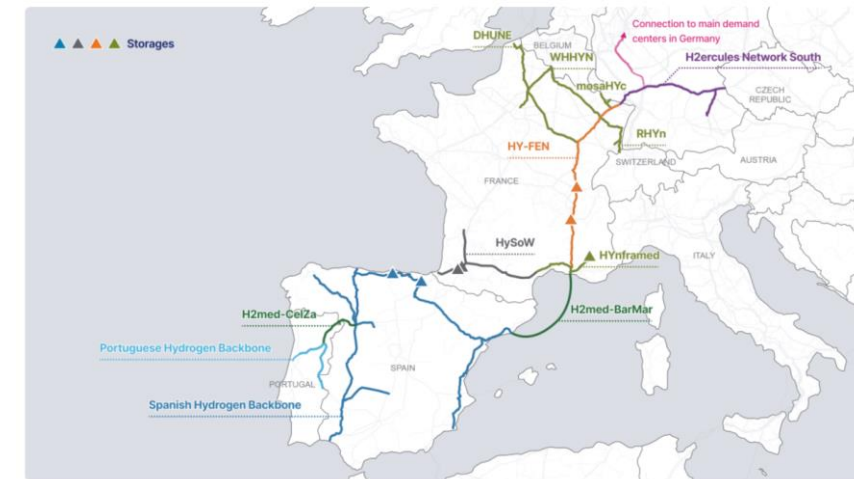 Storages
DHUNE
BELGIUM
Connection to main demand
centers in Germany
WHHYN
H2ercules Network South
mosaHYc
CZECH
REPUBLIC
HY-FEN
RHYn
SWITZERLAND
AUSTRIA
FRANCE
HySoW
HYnframed
ITALY
H2med-CelZa
H2med-BarMar
Portuguese Hydrogen Backbone
SPAIN
PORTUGAL
Spanish Hydrogen Backbone